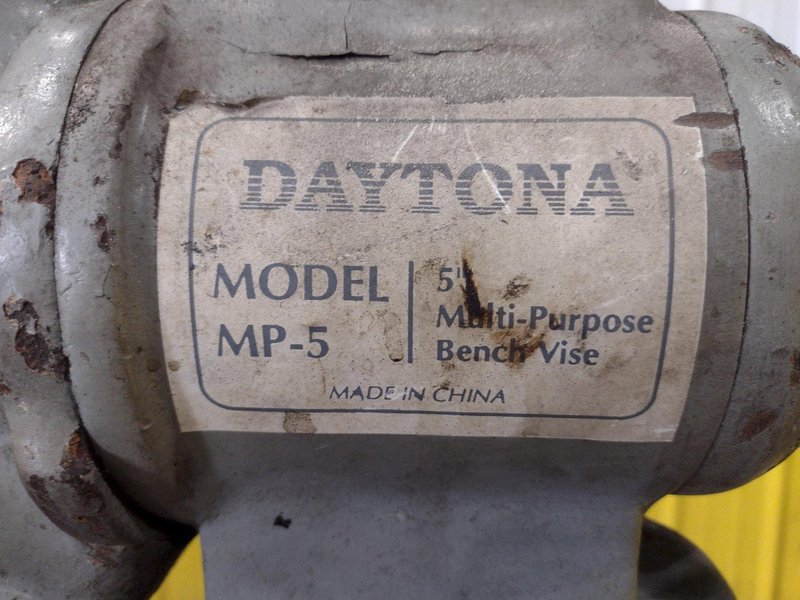 DAYTONA
MODEL
MP-5
5"
Multi-Purpose
Bench Vise
MADE IN CHINA